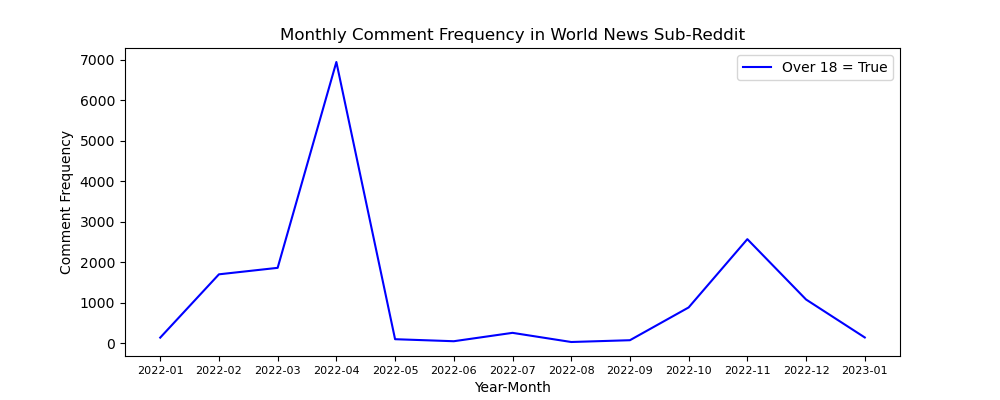 Monthly Comment Frequency in World News Sub-Reddit
Over 18 = True
7000
6000
5000
4000
3000
2000
1000
0
Comment Frequency
2022-01 2022-02 2022-03 2022-04 2022-05 2022-06 2022-07 2022-08 2022-09 2022-10 2022-11 2022-12 2023-01
Year-Month